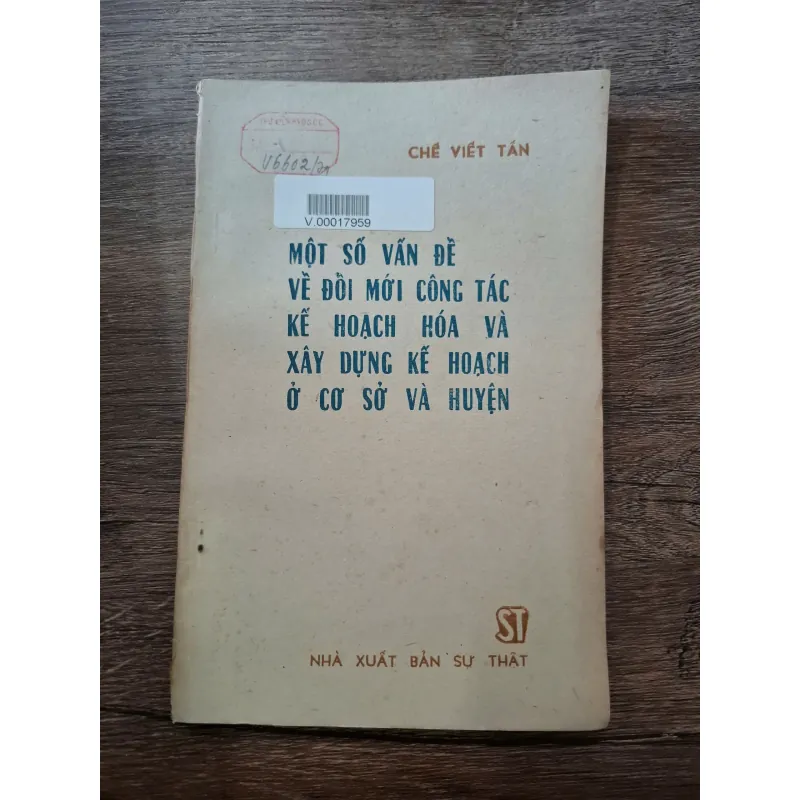 V6602
CHẾ VIẾT TẤN
V.00017959
MỘT SỐ VẤN ĐỀ
VỀ ĐỔI MỚI CÔNG TÁC
KẾ HOẠCH HÓA VÀ
XÂY DỰNG KẾ HOẠCH
Ở CƠ SỞ VÀ HUYỆN
ST
NHÀ XUẤT BẢN SỰ THẬT